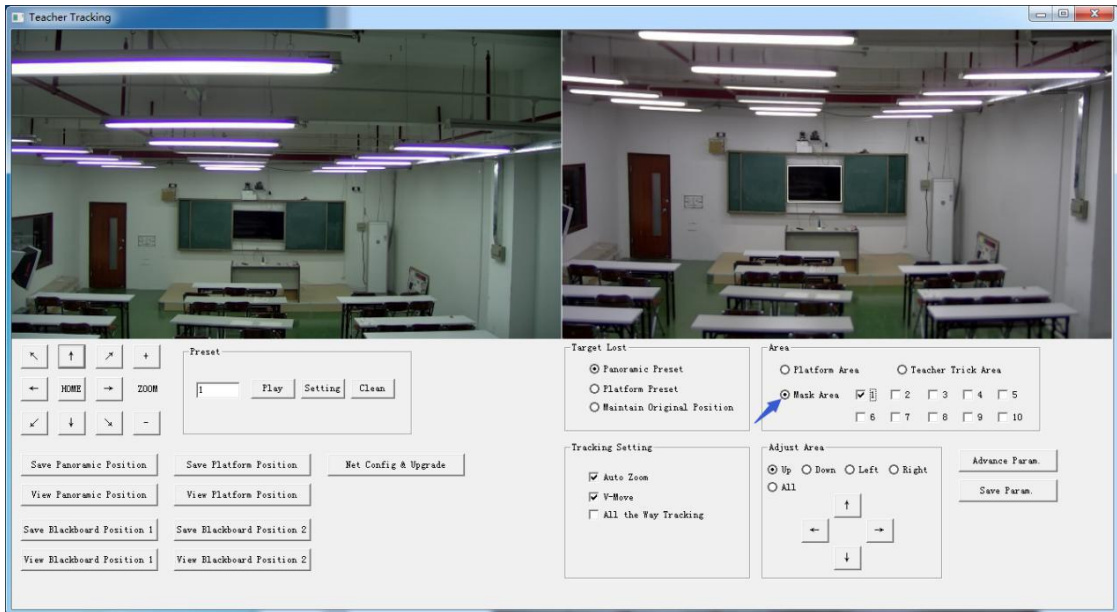 Teacher Tracking
Preset
1
Play
Setting
Clean
+
HOME
ZOOM
-
Save Panoramic Position
Save Platform Position
Net Config & Upgrade
View Panoramic Position
View Platform Position
Save Blackboard Position 1
Save Blackboard Position 2
View Blackboard Position 1
View Blackboard Position 2
Target Lost
Panoramic Preset
Platform Preset
Maintain Original Position
Area
Platform Area
Teacher Trick Area
Mask Area
1 2 3 4 5
6 7 8 9 10
Tracking Setting
Auto Zoom
V-Move
All the Way Tracking
Adjust Area
Up Down Left Right
All
Advance Param.
Save Param.